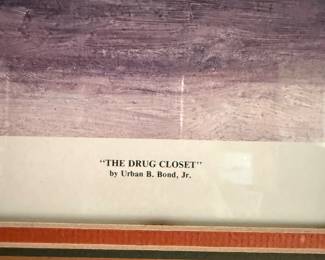 "THE DRUG CLOSET"
by Urban B. Bond, Jr.